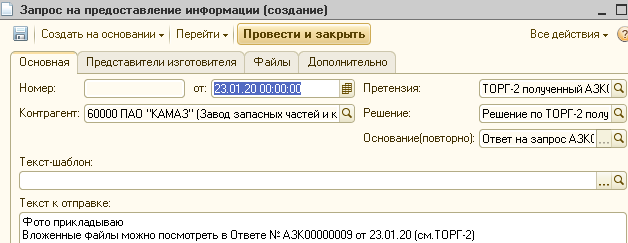 Запрос на предоставление информации (создание)
Создать на основании Перейти Провести и закрыть Все действия
Основная Представители изготовителя Файлы Дополнительно
Номер: от: 23.01.20 00:00:00 Претензия: ТОРГ-2 полученный АЗК(
Контрагент: 60000 ПАО "КАМАЗ" (Завод запасных частей и к Решение: Решение по ТОРГ-2 полу
Основание(повторно): Ответ на запрос АЗК( ...
Текст-шаблон:
...
Текст к отправке:
Фото прикладываю
Вложенные файлы можно посмотреть в Ответе № АЗК00000009 от 23.01.20 (см.ТОРГ-2)